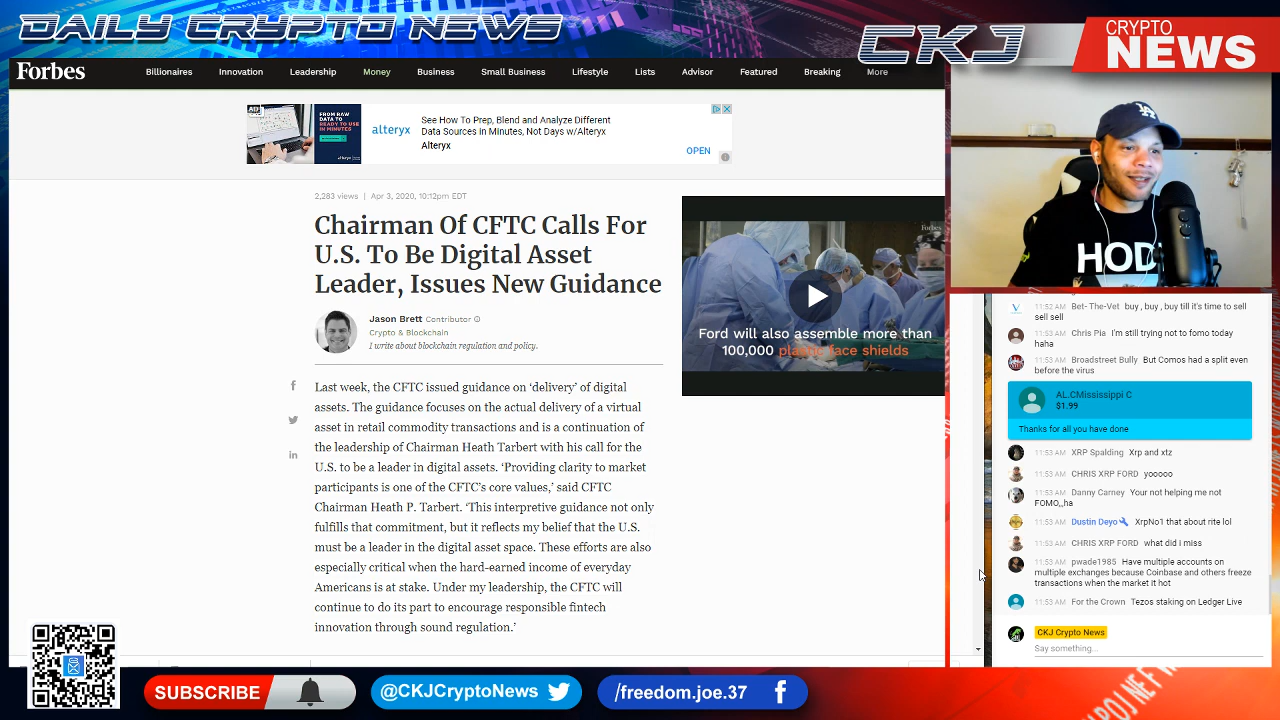 DAILY CRYPTO NEWS
CKJ
CRYPTO
NEWS
Forbes
Billionaires Innovation Leadership Money Business Small Business Lifestyle Lists Advisor Featured Breaking More
AD
FROM RAW
DATA TO
READY TO USE
IN MINUTES
alteryx
See How To Prep, Blend and Analyze Different
Data Sources in Minutes, Not Days w/Alteryx
Alteryx
OPEN
2,283 views | Apr 3, 2020, 10:12pm EDT
Chairman Of CFTC Calls For
U.S. To Be Digital Asset
Leader, Issues New Guidance
Jason Brett Contributor
Crypto & Blockchain
I write about blockchain regulation and policy.
Last week, the CFTC issued guidance on ‘delivery’ of digital
assets. The guidance focuses on the actual delivery of a virtual
asset in retail commodity transactions and is a continuation of
the leadership of Chairman Heath Tarbert with his call for the
U.S. to be a leader in digital assets. ‘Providing clarity to market
participants is one of the CFTC’s core values,’ said CFTC
Chairman Heath P. Tarbert. ‘This interpretive guidance not only
fulfills that commitment, but it reflects my belief that the U.S.
must be a leader in the digital asset space. These efforts are also
especially critical when the hard-earned income of everyday
Americans is at stake. Under my leadership, the CFTC will
continue to do its part to encourage responsible fintech
innovation through sound regulation.’
Forbes
Ford will also assemble more than
100,000 plastic face shields
LA
HOD
11:52 AM Bet- The-Vet buy , buy , buy till it's time to sell
sell sell
11:53 AM Chris Pia I'm still trying not to fomo today
haha
11:53 AM Broadstreet Bully But Comos had a split even
before the virus
AL.CMississippi C
$1.99
Thanks for all you have done
11:53 AM XRP Spalding Xrp and xtz
11:53 AM CHRIS XRP FORD yooooo
11:53 AM Danny Carney Your not helping me not
FOMO,,,ha
11:53 AM Dustin Deyo XrpNo1 that about rite lol
11:53 AM CHRIS XRP FORD what did I miss
11:53 AM pwade1985 Have multiple accounts on
multiple exchanges because Coinbase and others freeze
transactions when the market it hot
11:53 AM For the Crown Tezos staking on Ledger Live
CKJ Crypto News
Say something...
SUBSCRIBE
@CKJCryptoNews
/freedom.joe.37